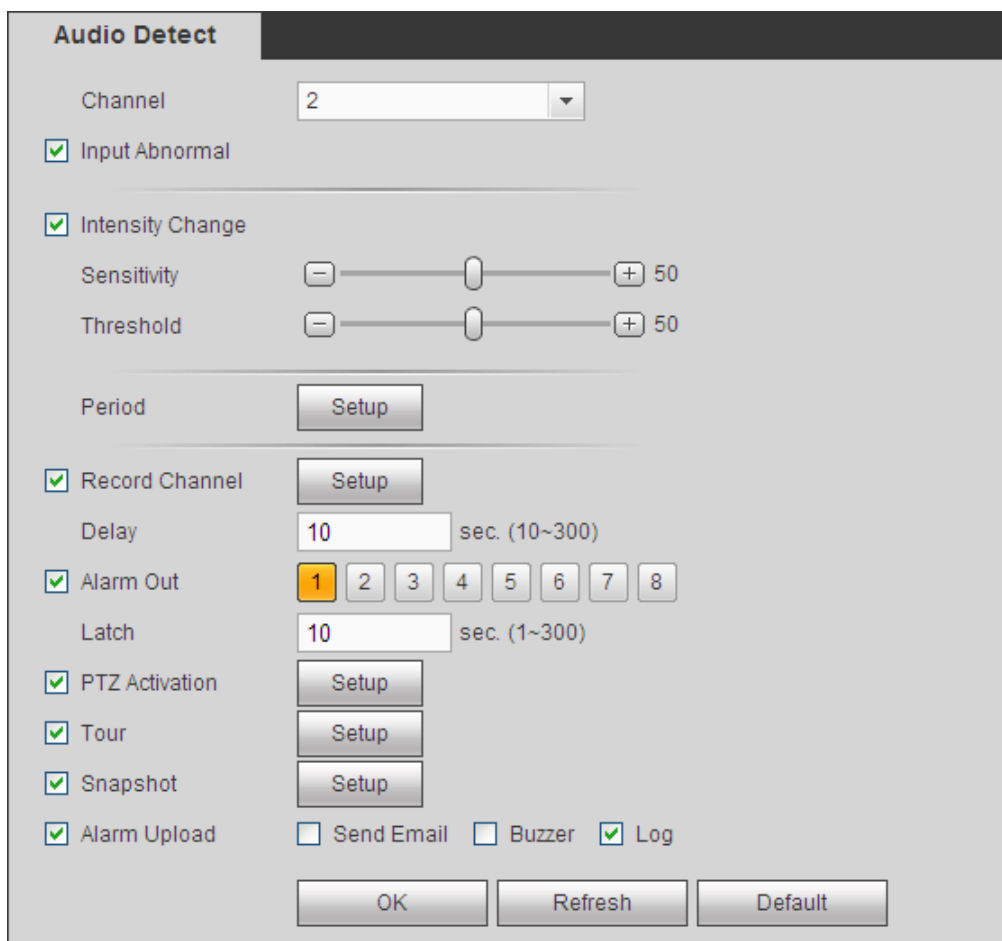 Audio Detect
Channel 2
Input Abnormal
Intensity Change
Sensitivity 50
Threshold 50
Period Setup
Record Channel Setup
Delay 10 sec. (10~300)
Alarm Out 1 2 3 4 5 6 7 8
Latch 10 sec. (1~300)
PTZ Activation Setup
Tour Setup
Snapshot Setup
Alarm Upload Send Email Buzzer Log
OK Refresh Default